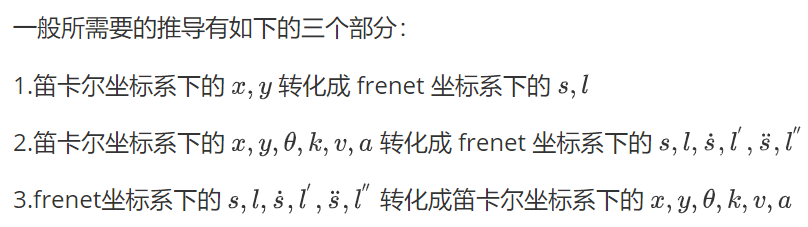 一般所需要的推导有如下的三个部分：
1.笛卡尔坐标系下的 x, y 转化成 frenet 坐标系下的 s, l
2.笛卡尔坐标系下的 x, y, θ, k, v, a 转化成 frenet 坐标系下的 s, l, ṡ, l′, s̈, l″
3.frenet坐标系下的 s, l, ṡ, l′, s̈, l″ 转化成笛卡尔坐标系下的 x, y, θ, k, v, a